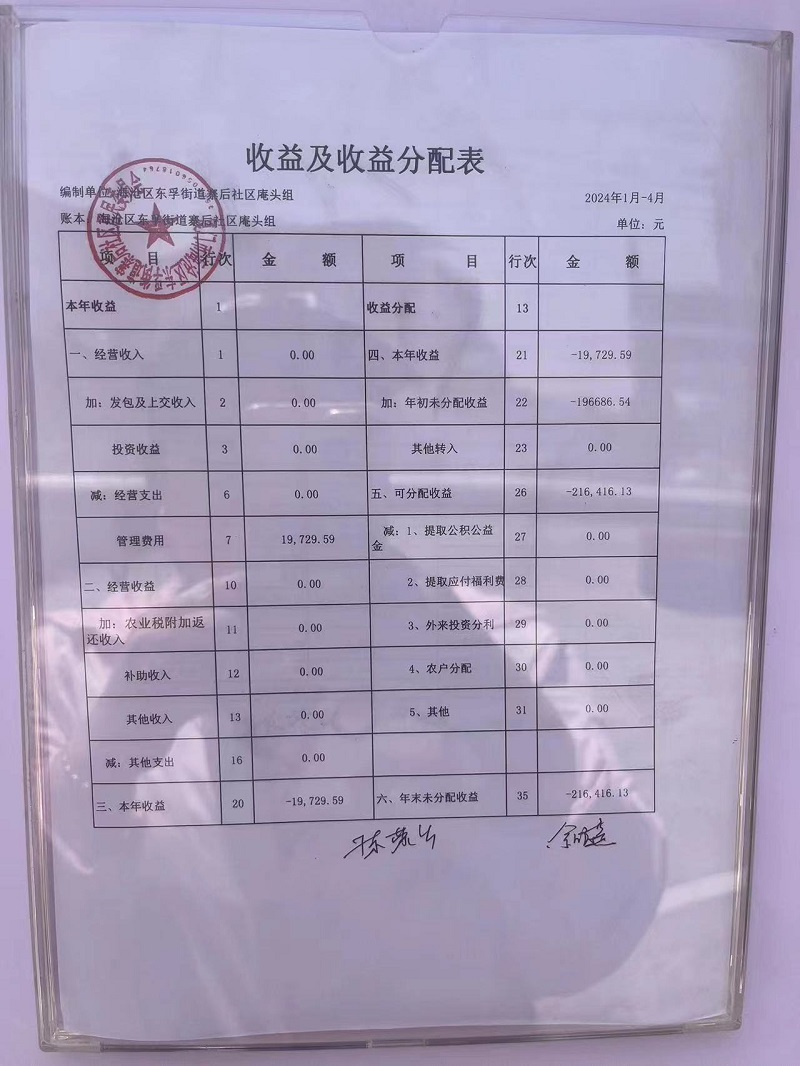 收益及收益分配表
编制单位:海沧区东孚街道寨后社区庵头组
2024年1月-4月
账本:海沧区东孚街道寨后社区庵头组
单位:元
项 目 行次 金 额 项 目 行次 金 额
本年收益 1 收益分配 13
一、经营收入 1 0.00 四、本年收益 21 -19,729.59
加:发包及上交收入 2 0.00 加:年初未分配收益 22 -196686.54
投资收益 3 0.00 其他转入 23 0.00
减:经营支出 6 0.00 五、可分配收益 26 -216,416.13
管理费用 7 19,729.59 减:1、提取公积公益金 27 0.00
二、经营收益 10 0.00 2、提取应付福利费 28 0.00
加:农业税附加返还收入 11 0.00 3、外来投资分利 29 0.00
补助收入 12 0.00 4、农户分配 30 0.00
其他收入 13 0.00 5、其他 31 0.00
减:其他支出 16 0.00
三、本年收益 20 -19,729.59 六、年末未分配收益 35 -216,416.13